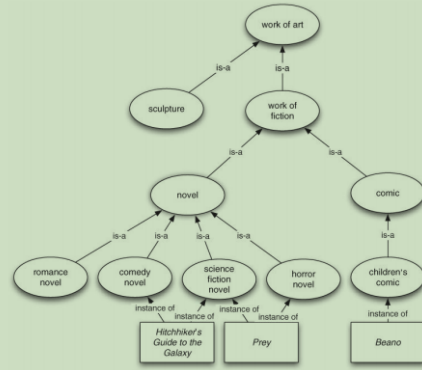 work of art
is-a
is-a
sculpture
work of
fiction
is-a
is-a
novel
comic
is-a
is-a
is-a
is-a
is-a
romance
novel
comedy
novel
science
fiction
novel
horror
novel
children's
comic
instance of
instance of
instance of
instance of
instance of
Hitchhiker's
Guide to the
Galaxy
Prey
Beano